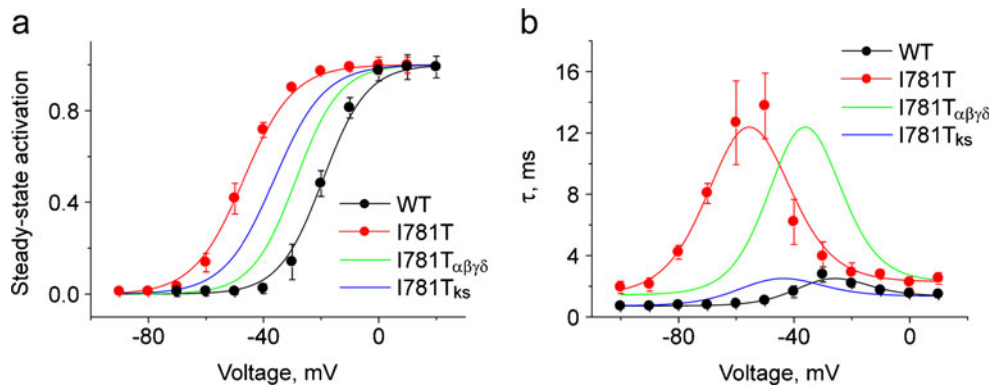 a
Steady-state activation
0.8
0.4
0.0
-80
-40
0
Voltage, mV
WT
I781T
I781Tαβγδ
I781Tks
b
τ, ms
16
12
8
4
0
-80
-40
0
Voltage, mV
WT
I781T
I781Tαβγδ
I781Tks